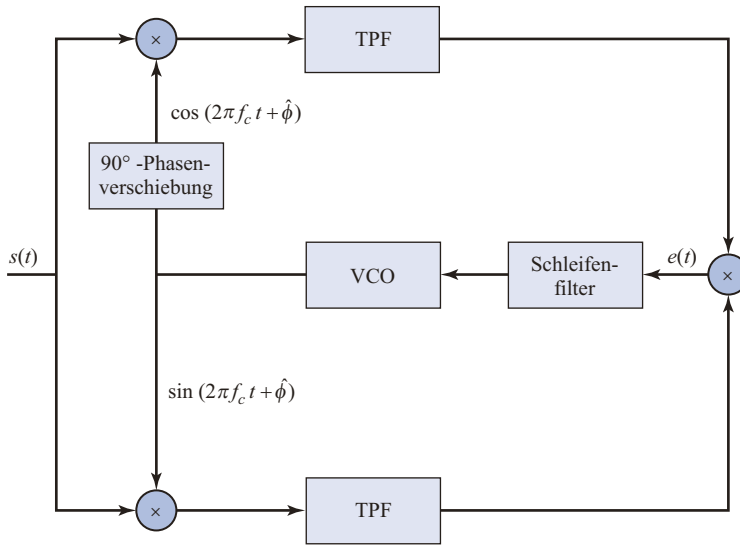 ×
TPF
cos (2πf_c t + ϕ̂)
90° -Phasen-
verschiebung
s(t)
VCO
Schleifen-
filter
e(t)
×
sin (2πf_c t + ϕ̂)
×
TPF